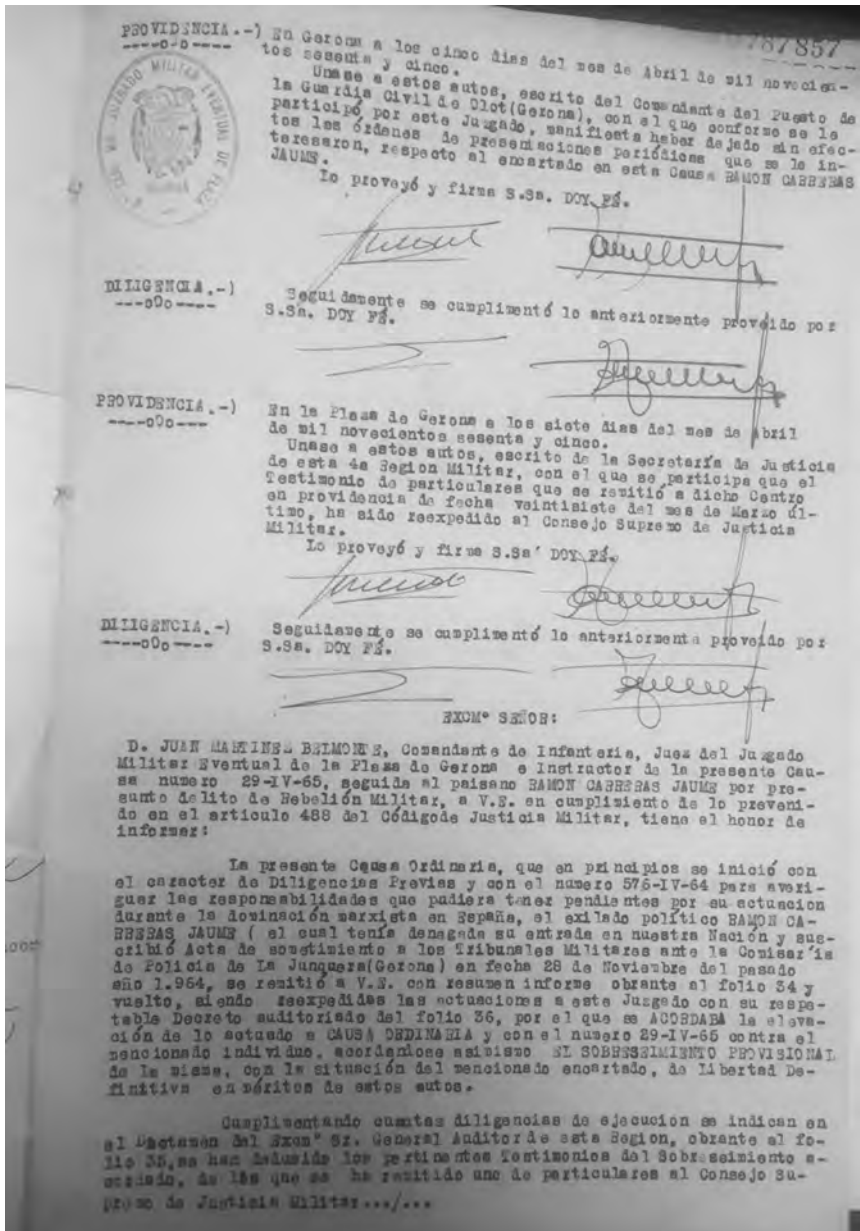 787857
PROVIDENCIA.-) En Gerona a los cinco dias del mes de Abril de mil novecien-
----o-o---- tos sesenta y cinco.
Unase a estos autos, escrito del Comandante del Puesto de
la Guardia Civil de Olot(Gerona), con el que conforme se le
participó por este Juzgado, manifiesta haber dejado sin efec-
tos las órdenes de presentaciones periódicas que se le in-
teresaron, respecto al encartado en esta Causa RAMON CARRERAS
JAUME.
Lo proveyó y firma S.Sa. DOY FÉ.
JUZGADO MILITAR EVENTUAL DE PLAZA
DILIGENCIA.-) Seguidamente se cumplimentó lo anteriormente proveido por
---oOo---- S.Sa. DOY FÉ.
PROVIDENCIA.-) En la Plaza de Gerona a los siete dias del mes de Abril
----oOo--- de mil novecientos sesenta y cinco.
Unase a estos autos, escrito de la Secretaría de Justicia
de esta 4a Region Militar, con el que se participa que el
Testimonio de particulares que se remitió a dicho Centro
en providencia de fecha veintisiete del mes de Marzo úl-
timo, ha sido reexpedido al Consejo Supremo de Justicia
Militar.
Lo proveyó y firma S.Sa' DOY FÉ.
DILIGENCIA.-) Seguidamente se cumplimentó lo anteriormente proveido por
----oOo---- S.Sa. DOY FÉ.
EXCMº SEÑOR:
D. JUAN MARTINEZ BELMONTE, Comandante de Infanteria, Juez del Juzgado
Militar Eventual de la Plaza de Gerona e Instructor de la presente Cau-
sa numero 29-IV-65, seguida al paisano RAMON CARRERAS JAUME por pre-
sunto delito de Rebelión Militar, a V.E. en cumplimiento de lo preveni-
do en el articulo 488 del Códigode Justicia Militar, tiene el honor de
informar:
La presente Causa Ordinaria, que en principios se inició con
el caracter de Diligencias Previas y con el numero 576-IV-64 para averi-
guar las responsabilidades que pudiera tener pendientes por su actuacion
durante la dominación marxista en España, el exilado político RAMON CA-
RRERAS JAUME ( el cual tenía denegada su entrada en nuestra Nación y sus-
cribió Acta de sometimiento a los Tribunales Militares ante la Comisar´ia
de Policia de La Junquera(Gerona) en fecha 28 de Noviembre del pasado
año 1.964, se remitió a V.E. con resumen informe obrante al folio 34 y
vuelto, siendo reexpedidas las actuaciones a este Juzgado con su respe-
table Decreto auditoriado del folio 36, por el que se ACORDABA la eleva-
ción de lo actuado a CAUSA ORDINARIA y con el numero 29-IV-65 contra el
mencionado individuo, acordandose asimismo EL SOBRESEIMIENTO PROVISIONAL
de la misma, con la situación del mencionado encartado, de Libertad De-
finitiva en méritos de estos autos.
Cumplimentando cuantas diligencias de ejecucion se indican en
el Dictamen del Excmº Sr. General Auditor de esta Region, obrante al fo-
lio 35, se han deducido los pertinentes Testimonios del Sobreseimiento a-
cordado, de los que se ha remitido uno de particulares al Consejo Su-
premo de Justicia Militar.../...